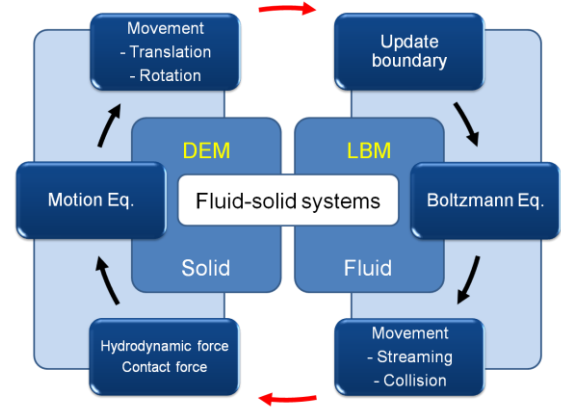 Movement
- Translation
- Rotation
Update
boundary
DEM
LBM
Motion Eq.
Fluid-solid systems
Boltzmann Eq.
Solid
Fluid
Hydrodynamic force
Contact force
Movement
- Streaming
- Collision